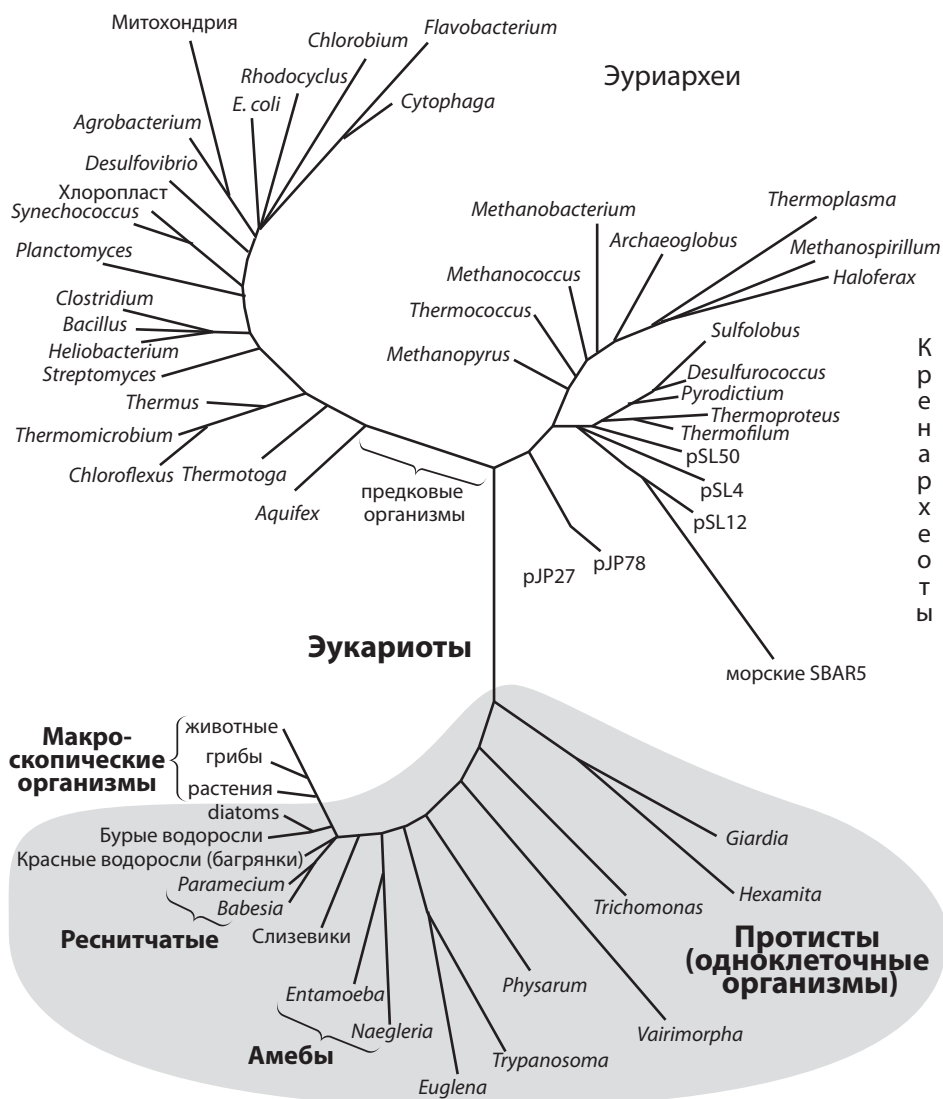 Митохондрия
Flavobacterium
Chlorobium
Rhodocyclus
E. coli
Cytophaga
Эуриархеи
Agrobacterium
Desulfovibrio
Хлоропласт
Synechococcus
Planctomyces
Clostridium
Bacillus
Heliobacterium
Streptomyces
Thermus
Thermomicrobium
Chloroflexus
Thermotoga
Aquifex
предковые
организмы
Methanobacterium
Thermoplasma
Archaeoglobus
Methanospirillum
Haloferax
Methanococcus
Thermococcus
Methanopyrus
Sulfolobus
Desulfurococcus
Pyrodictium
Thermoproteus
Thermofilum
pSL50
pSL4
pSL12
pJP27
pJP78
морские SBAR5
К
р
е
н
а
р
х
е
о
т
ы
Эукариоты
Макро-
скопические
организмы
животные
грибы
растения
diatoms
Бурые водоросли
Красные водоросли (багрянки)
Paramecium
Babesia
Реснитчатые
Слизевики
Entamoeba
Naegleria
Амебы
Euglena
Trypanosoma
Physarum
Vairimorpha
Trichomonas
Giardia
Hexamita
Протисты
(одноклеточные
организмы)